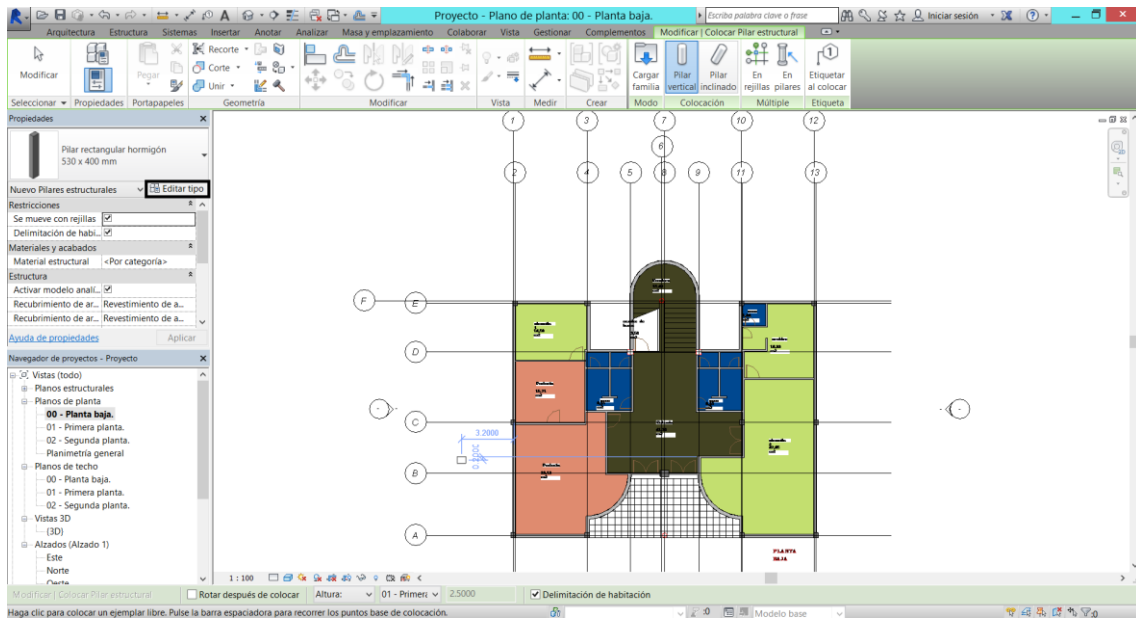 Proyecto - Plano de planta: 00 - Planta baja.
Escriba palabra clave o frase
Iniciar sesión
Arquitectura Estructura Sistemas Insertar Anotar Analizar Masa y emplazamiento Colaborar Vista Gestionar Complementos Modificar | Colocar Pilar estructural
Modificar
Pegar
Recorte
Corte
Unir
Cargar familia
Pilar vertical
Pilar inclinado
En rejillas
En pilares
Etiquetar al colocar
Seleccionar Propiedades Portapapeles Geometría Modificar Vista Medir Crear Modo Colocación Múltiple Etiqueta
Propiedades
Pilar rectangular hormigón
530 x 400 mm
Nuevo Pilares estructurales Editar tipo
Restricciones
Se mueve con rejillas
Delimitación de habi...
Materiales y acabados
Material estructural <Por categoría>
Estructura
Activar modelo analí...
Recubrimiento de ar... Revestimiento de a...
Recubrimiento de ar... Revestimiento de a...
Ayuda de propiedades Aplicar
Navegador de proyectos - Proyecto
Vistas (todo)
Planos estructurales
Planos de planta
00 - Planta baja.
01 - Primera planta.
02 - Segunda planta.
Planimetría general
Planos de techo
00 - Planta baja.
01 - Primera planta.
02 - Segunda planta.
Vistas 3D
{3D}
Alzados (Alzado 1)
Este
Norte
Oeste
1 3 7 10 12
6
2 4 5 8 9 11 13
F E
D
C
3.2000
B
A
PLANTA
BAJA
1 : 100
Modificar | Colocar Pilar estructural Rotar después de colocar Altura: 01 - Primera 2.5000 Delimitación de habitación
Haga clic para colocar un ejemplar libre. Pulse la barra espaciadora para recorrer los puntos base de colocación. :0 Modelo base :0